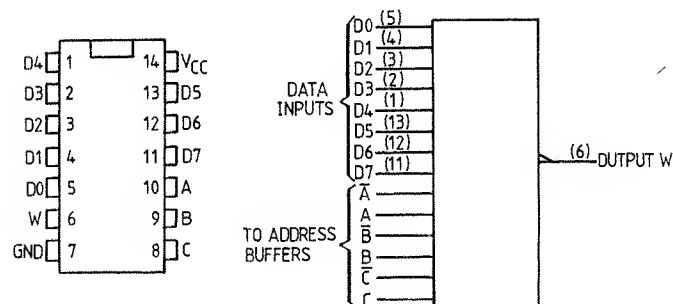 D4 1 14 VCC
D3 2 13 D5
D2 3 12 D6
D1 4 11 D7
D0 5 10 A
W 6 9 B
GND 7 8 C
DATA
INPUTS
D0 (5)
D1 (4)
D2 (3)
D3 (2)
D4 (1)
D5 (13)
D6 (12)
D7 (11)
TO ADDRESS
BUFFERS
A̅
A
B̅
B
C̅
C
(6) OUTPUT W